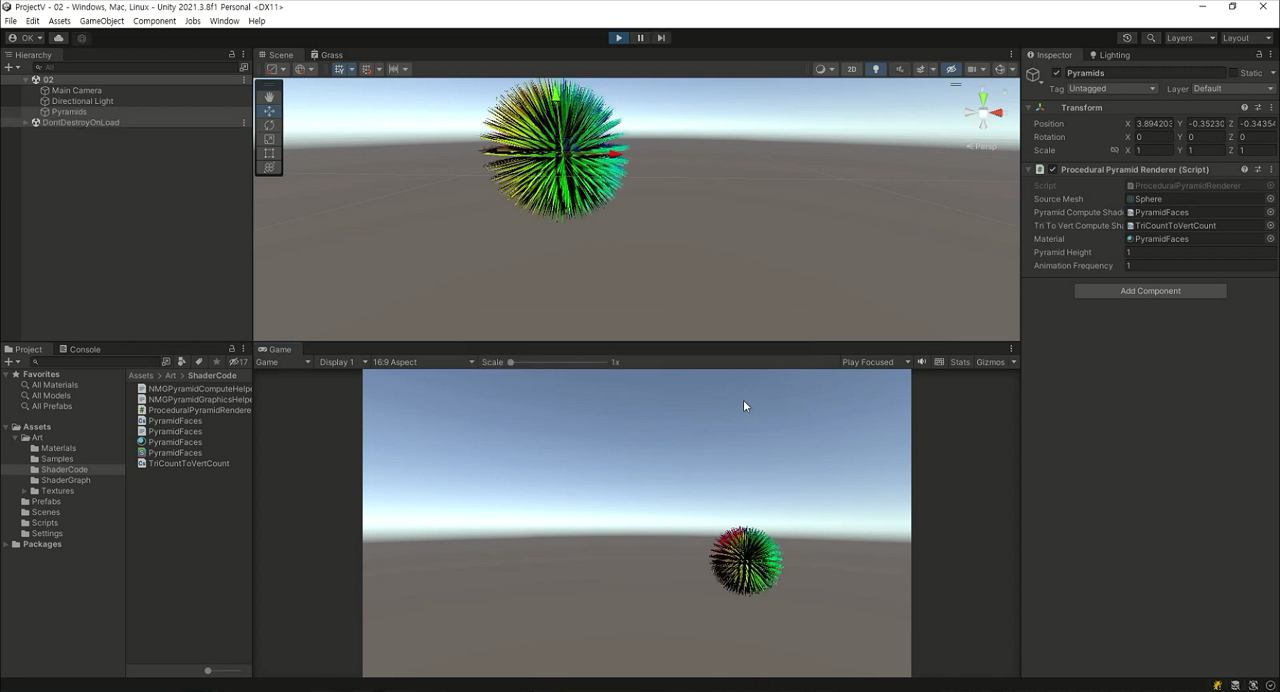 ProjectV - 02 - Windows, Mac, Linux - Unity 2021.3.8f1 Personal <DX11>
File Edit Assets GameObject Component Jobs Window Help
OK Layers Layout
Hierarchy
All
02
Main Camera
Directional Light
Pyramids
DontDestroyOnLoad
Scene Grass
2D
Persp
Inspector Lighting
Pyramids Static
Tag Untagged Layer Default
Transform
Position X 3.894203 Y -0.35230 Z -0.34354
Rotation X 0 Y 0 Z 0
Scale X 1 Y 1 Z 1
Procedural Pyramid Renderer (Script)
Script ProceduralPyramidRenderer
Source Mesh Sphere
Pyramid Compute Shade PyramidFaces
Tri To Vert Compute Sha TriCountToVertCount
Material PyramidFaces
Pyramid Height 1
Animation Frequency 1
Add Component
Project Console
17
Favorites
All Materials
All Models
All Prefabs
Assets
Art
Materials
Samples
ShaderCode
ShaderGraph
Textures
Prefabs
Scenes
Scripts
Settings
Packages
Assets Art ShaderCode
NMGPyramidComputeHelpe
NMGPyramidGraphicsHelpe
ProceduralPyramidRendere
PyramidFaces
PyramidFaces
PyramidFaces
PyramidFaces
TriCountToVertCount
Game
Game Display 1 16:9 Aspect Scale 1x Play Focused Stats Gizmos